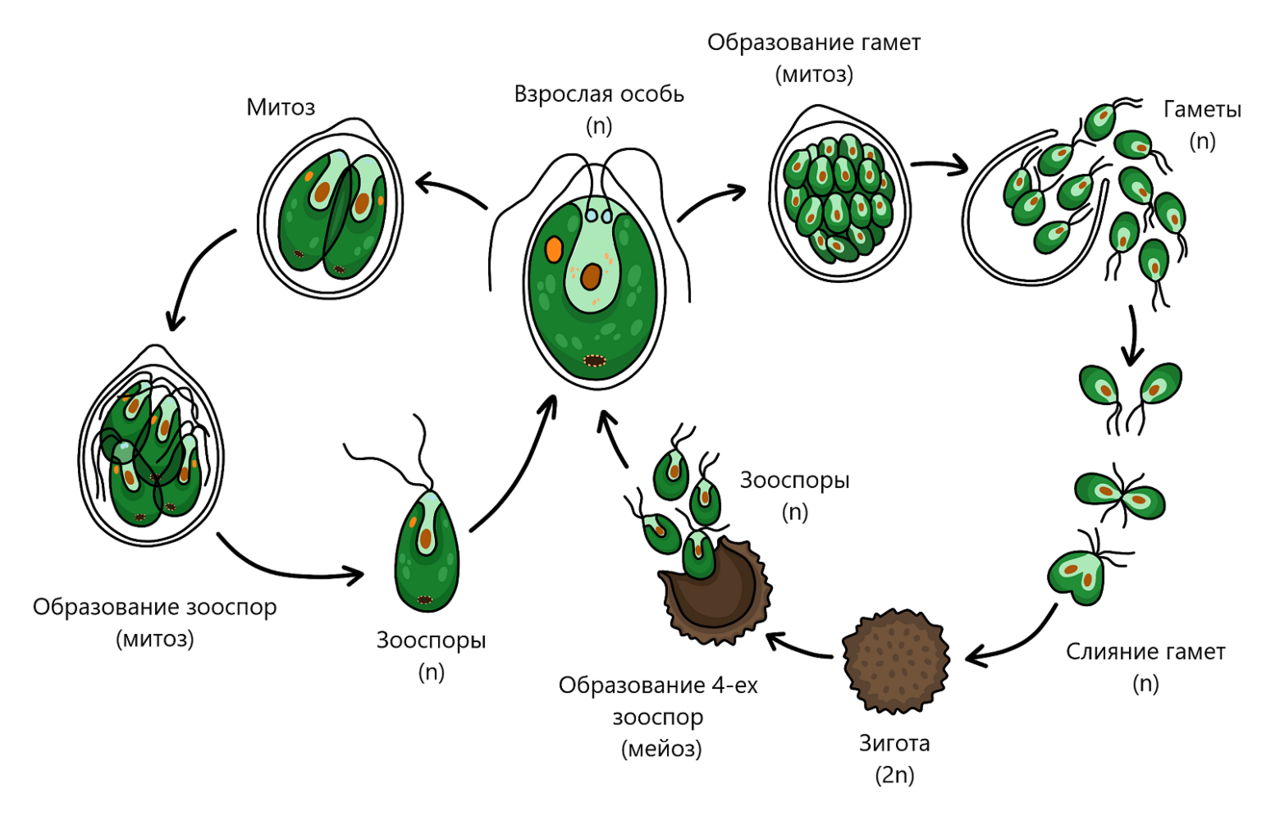 Образование гамет
(митоз)
Взрослая особь
(n)
Митоз
Гаметы
(n)
Зооспоры
(n)
Образование зооспор
(митоз)
Зооспоры
(n)
Слияние гамет
(n)
Образование 4-ех
зооспор
(мейоз)
Зигота
(2n)